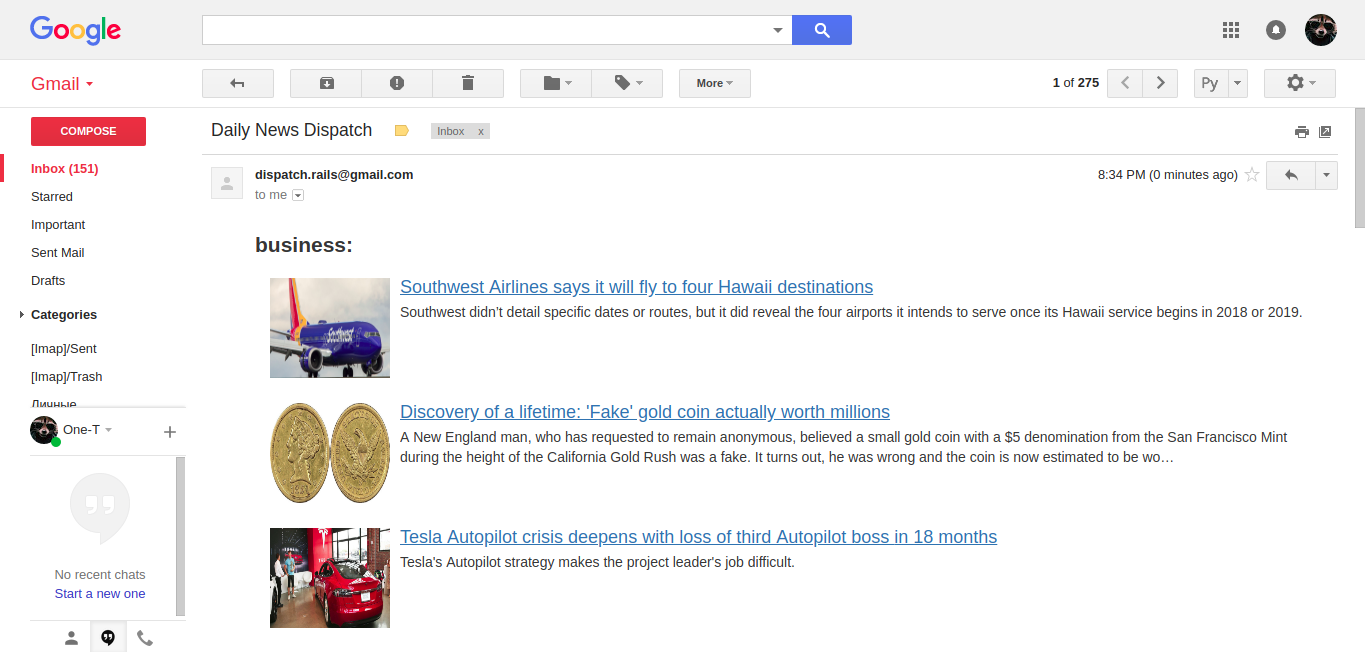 Google
Gmail
More
1 of 275
Ру
COMPOSE
Daily News Dispatch
Inbox x
Inbox (151)
Starred
Important
Sent Mail
Drafts
Categories
[Imap]/Sent
[Imap]/Trash
Личные
One-T
No recent chats
Start a new one
dispatch.rails@gmail.com
8:34 PM (0 minutes ago)
to me
business:
Southwest Airlines says it will fly to four Hawaii destinations
Southwest didn’t detail specific dates or routes, but it did reveal the four airports it intends to serve once its Hawaii service begins in 2018 or 2019.
Southwest
Discovery of a lifetime: 'Fake' gold coin actually worth millions
A New England man, who has requested to remain anonymous, believed a small gold coin with a $5 denomination from the San Francisco Mint
during the height of the California Gold Rush was a fake. It turns out, he was wrong and the coin is now estimated to be wo…
Tesla Autopilot crisis deepens with loss of third Autopilot boss in 18 months
Tesla's Autopilot strategy makes the project leader's job difficult.